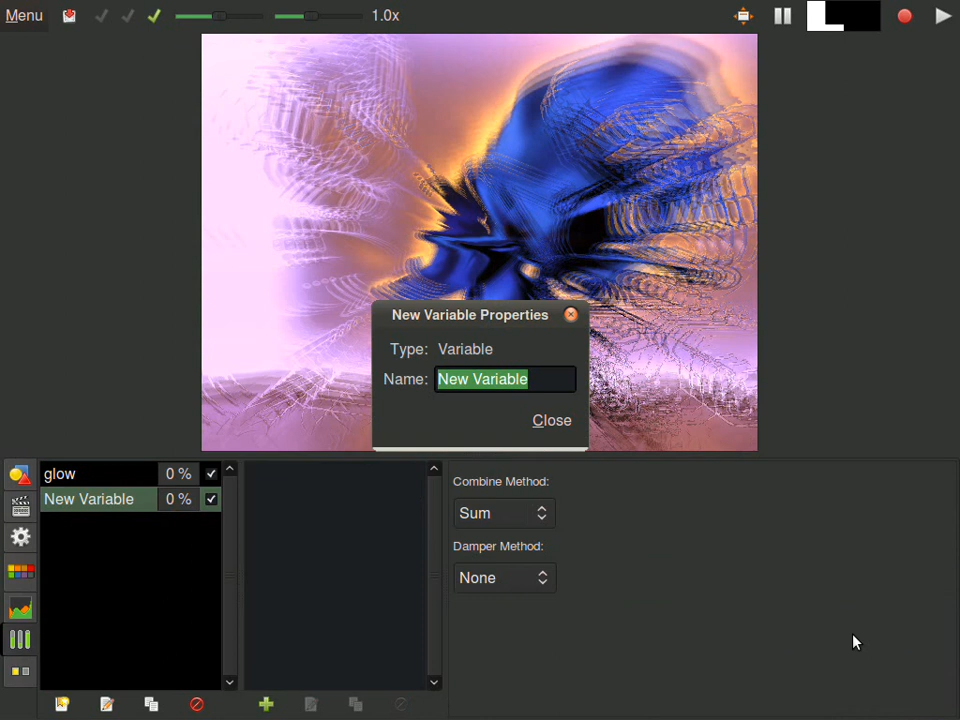 Menu
1.0x
New Variable Properties
Type: Variable
Name: New Variable
Close
glow 0 %
New Variable 0 %
Combine Method:
Sum
Damper Method:
None